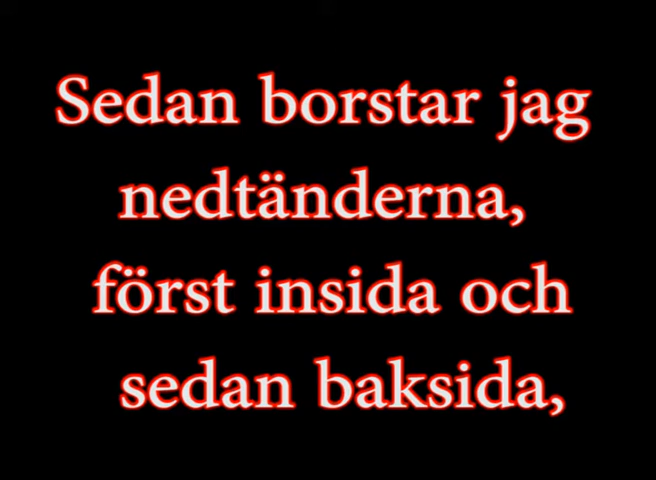 Sedan borstar jag
nedtänderna,
först insida och
sedan baksida,